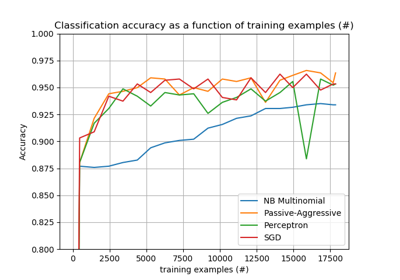 Classification accuracy as a function of training examples (#)
1.000
0.975
0.950
0.925
0.900
0.875
0.850
0.825
0.800
Accuracy
NB Multinomial
Passive-Aggressive
Perceptron
SGD
0 2500 5000 7500 10000 12500 15000 17500
training examples (#)